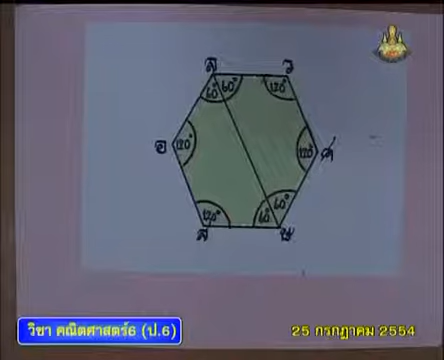 ล ว
60° 60° 120°
อ 120° 120° ศ
120° 60° 60°
ส ษ
วิชา คณิตศาสตร์6 (ป.6)
25 กรกฎาคม 2554